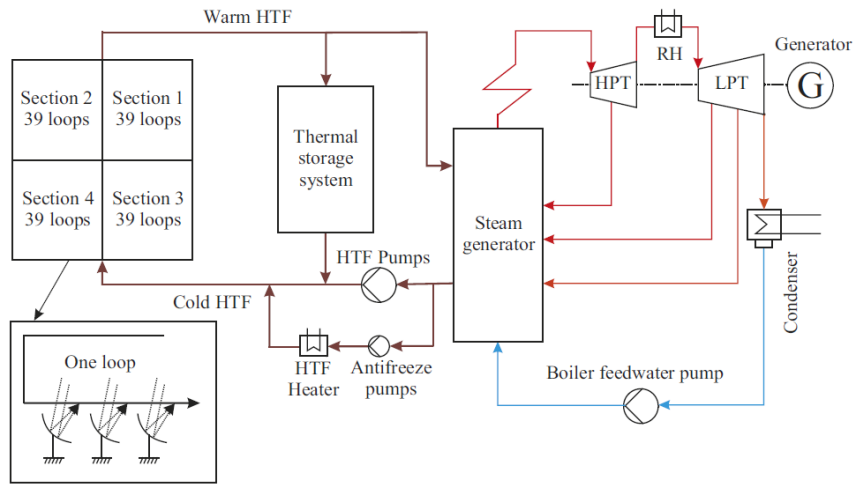 Warm HTF
RH
Generator
Section 2
39 loops
Section 1
39 loops
HPT
LPT
G
Thermal
storage
system
Section 4
39 loops
Section 3
39 loops
Steam
generator
HTF Pumps
Condenser
Cold HTF
One loop
HTF
Heater
Antifreeze
pumps
Boiler feedwater pump